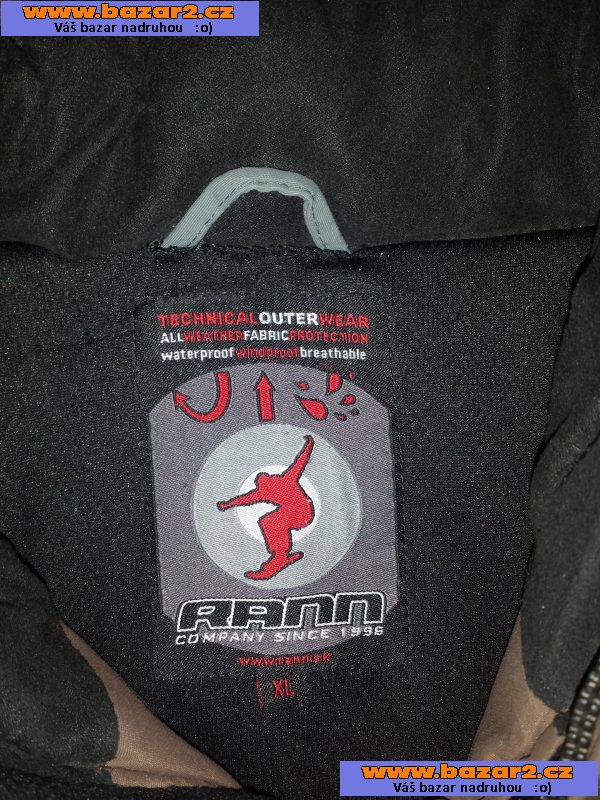 www.bazar2.cz
Váš bazar nadruhou :o)
TECHNICALOUTERWEAR
ALLWEATHERFABRICPROTECTION
waterproofwindproofbreathable
RANN
COMPANY SINCE 1996
www.rann.sk
XL
www.bazar2.cz
Váš bazar nadruhou :o)